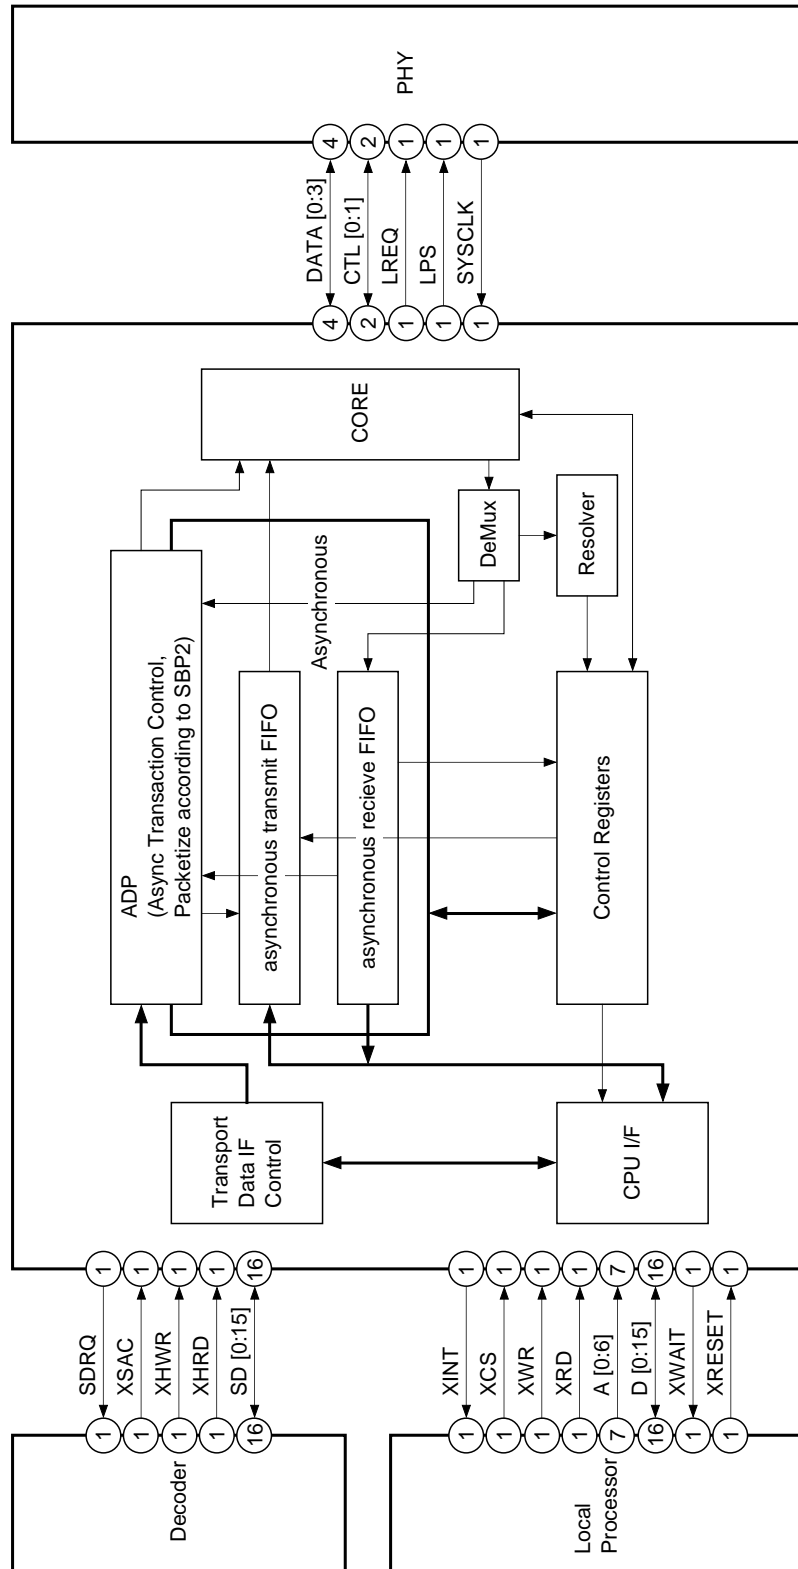 PHY
4
2
1
1
1
DATA [0:3]
CTL [0:1]
LREQ
LPS
SYSCLK
4
2
1
1
1
CORE
DeMux
Resolver
Asynchronous
ADP
(Async Transaction Control,
Packetize according to SBP2)
asynchronous transmit FIFO
asynchronous recieve FIFO
Control Registers
Transport
Data IF
Control
CPU I/F
1
1
1
1
16
1
1
1
1
7
16
1
1
SDRQ
XSAC
XHWR
XHRD
SD [0:15]
XINT
XCS
XWR
XRD
A [0:6]
D [0:15]
XWAIT
XRESET
1
1
1
1
16
1
1
1
1
7
16
1
1
Decoder
Local
Processor